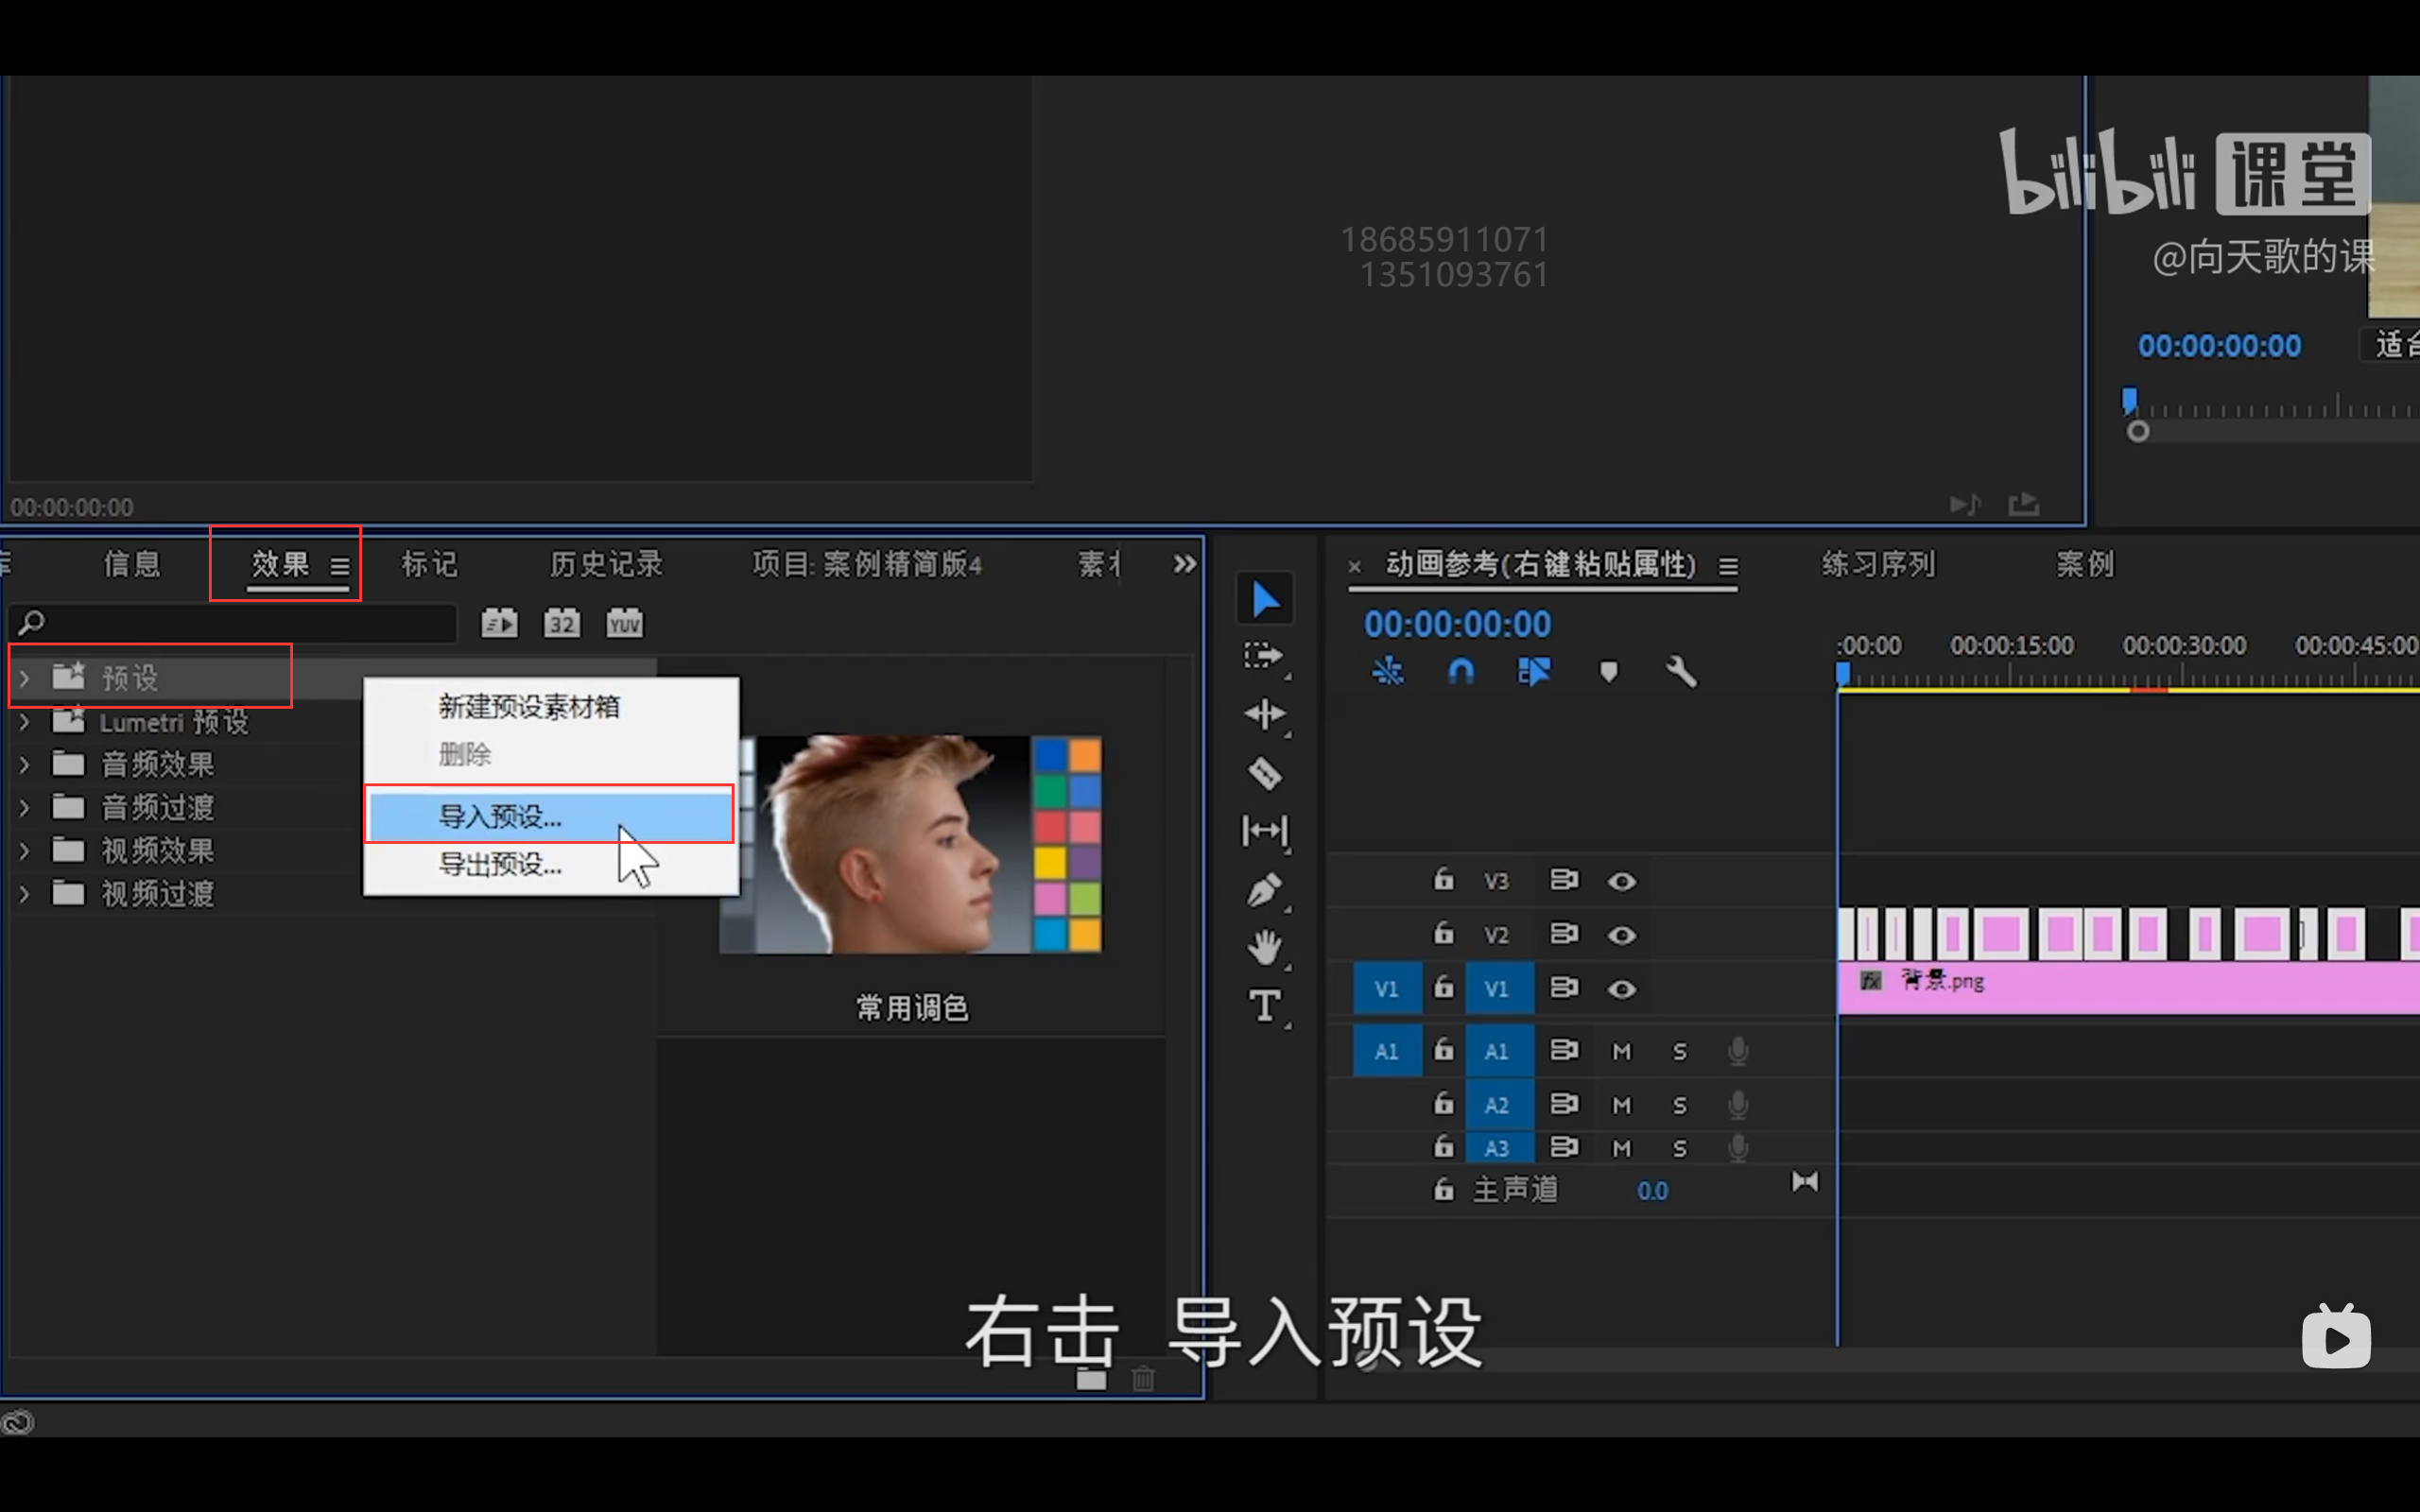 bilibili 课堂
@向天歌的课
18685911071
1351093761
00:00:00:00
适合
00:00:00:00
信息
效果
标记
历史记录
项目: 案例精简版4
32
YUV
预设
Lumetri 预设
音频效果
音频过渡
视频效果
视频过渡
新建预设素材箱
删除
导入预设...
导出预设...
常用调色
动画参考(右键粘贴属性)
练习序列
案例
00:00:00:00
:00:00
00:00:15:00
00:00:30:00
00:00:45:00
V3
V2
V1 V1
fx 背景.png
A1 A1 M S
A2 M S
A3 M S
主声道 0.0
T
右击 导入预设